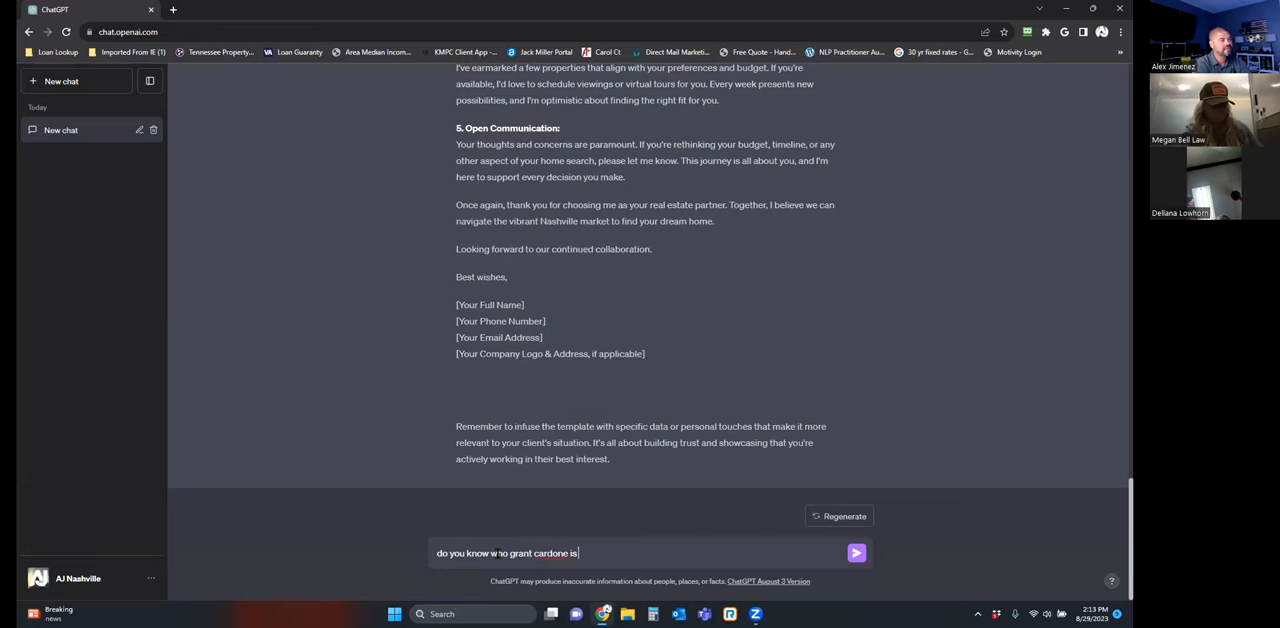 ChatGPT
chat.openai.com
Loan Lookup
Imported From IE (1)
Tennessee Property...
Loan Guaranty
Area Median Incom...
KMPC Client App -...
Jack Miller Portal
Carol Ct
Direct Mail Marketi...
Free Quote - Get a...
NLP Practitioner Au...
30 yr fixed rates - G...
Motivity Login
»
New chat
Today
New chat
I've earmarked a few properties that align with your preferences and budget. If you're
available, I'd love to schedule viewings or virtual tours for you. Every week presents new
possibilities, and I'm optimistic about finding the right fit for you.
5. Open Communication:
Your thoughts and concerns are paramount. If you're rethinking your budget, timeline, or any
other aspect of your home search, please let me know. This journey is all about you, and I'm
here to support every decision you make.
Once again, thank you for choosing me as your real estate partner. Together, I believe we can
navigate the vibrant Nashville market to find your dream home.
Looking forward to our continued collaboration.
Best wishes,
[Your Full Name]
[Your Phone Number]
[Your Email Address]
[Your Company Logo & Address, if applicable]
Remember to infuse the template with specific data or personal touches that make it more
relevant to your client's situation. It's all about building trust and showcasing that you're
actively working in their best interest.
Regenerate
do you know who grant cardone is
ChatGPT may produce inaccurate information about people, places, or facts. ChatGPT August 3 Version
?
AJ Nashville
Breaking
news
Search
2:13 PM
8/29/2023
Alex Jimenez
Megan Bell Law
Dellana Lowhorn